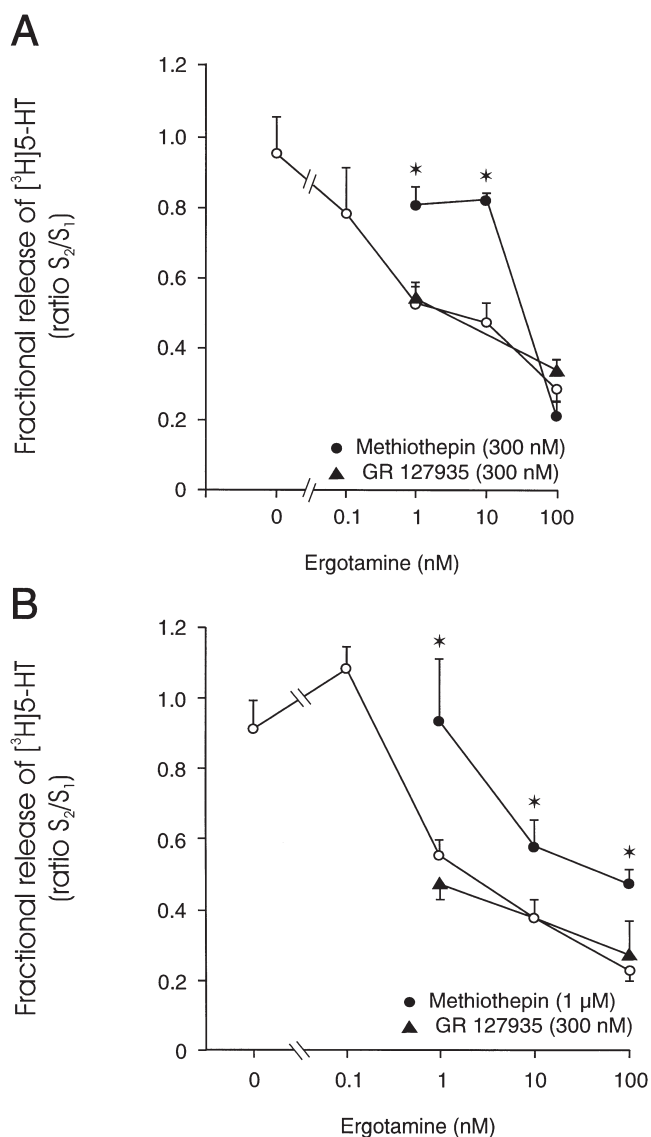 A
Fractional release of [³H]5-HT
(ratio S₂/S₁)
1.2
1.0
0.8
0.6
0.4
0.2
0
✶ ✶
● Methiothepin (300 nM)
▲ GR 127935 (300 nM)
0 0.1 1 10 100
Ergotamine (nM)
B
Fractional release of [³H]5-HT
(ratio S₂/S₁)
1.2
1.0
0.8
0.6
0.4
0.2
0
✶ ✶ ✶
● Methiothepin (1 µM)
▲ GR 127935 (300 nM)
0 0.1 1 10 100
Ergotamine (nM)